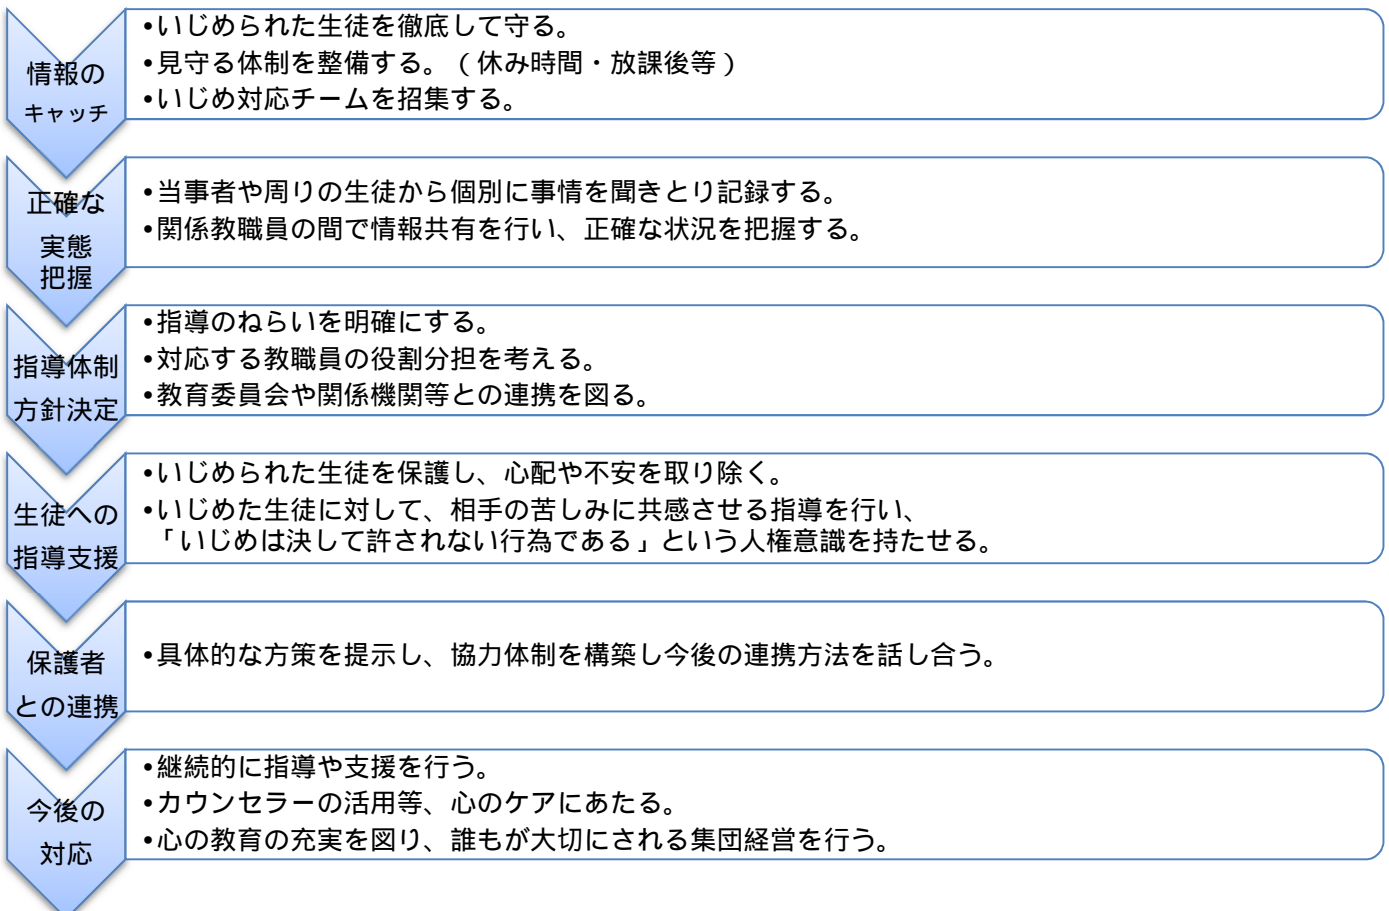 情報の
キャッチ
•いじめられた生徒を徹底して守る。
•見守る体制を整備する。（休み時間・放課後等）
•いじめ対応チームを招集する。
正確な
実態
把握
•当事者や周りの生徒から個別に事情を聞きとり記録する。
•関係教職員の間で情報共有を行い、正確な状況を把握する。
指導体制
方針決定
•指導のねらいを明確にする。
•対応する教職員の役割分担を考える。
•教育委員会や関係機関等との連携を図る。
生徒への
指導支援
•いじめられた生徒を保護し、心配や不安を取り除く。
•いじめた生徒に対して、相手の苦しみに共感させる指導を行い、
「いじめは決して許されない行為である」という人権意識を持たせる。
保護者
との連携
•具体的な方策を提示し、協力体制を構築し今後の連携方法を話し合う。
今後の
対応
•継続的に指導や支援を行う。
•カウンセラーの活用等、心のケアにあたる。
•心の教育の充実を図り、誰もが大切にされる集団経営を行う。